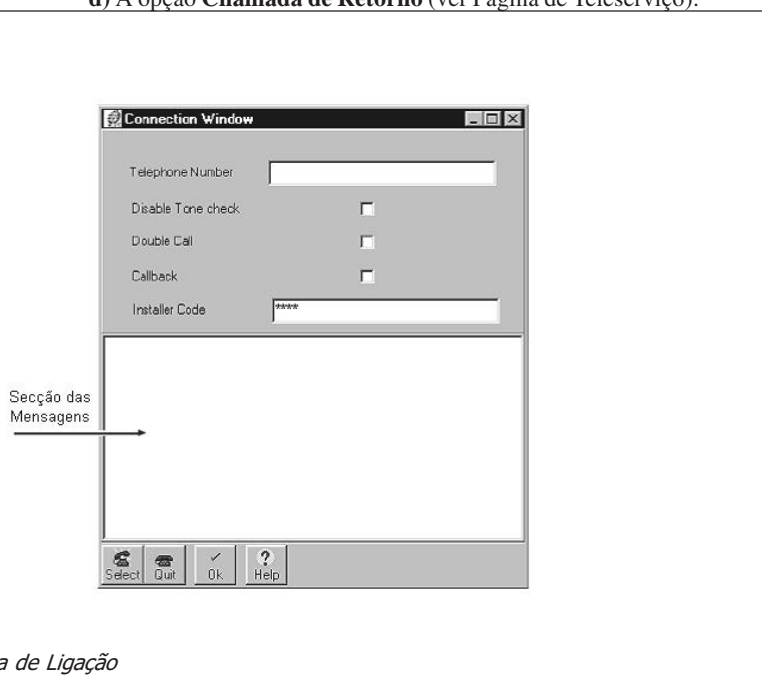 d) A opção Chamada de Retorno (ver Página de Teleserviço).
Connection Window
Telephone Number
Disable Tone check
Double Call
Callback
Installer Code ****
Secção das
Mensagens
Select Quit Ok Help
a de Ligação